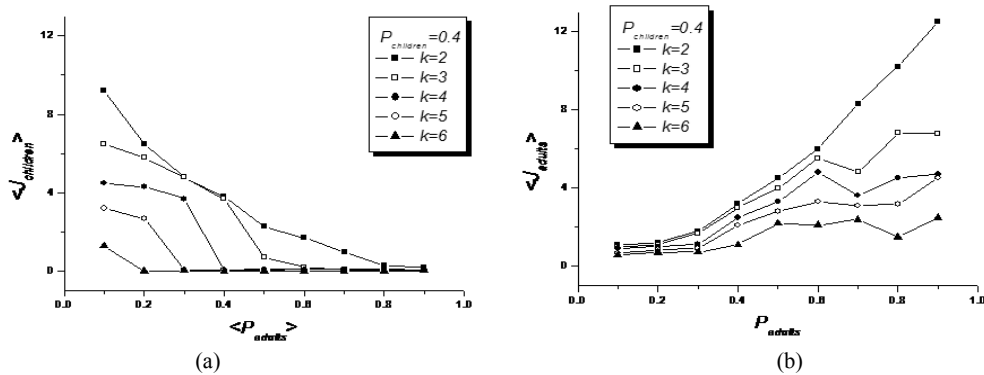 12
8
4
0
<J_children>
P_children=0.4
k=2
k=3
k=4
k=5
k=6
0.0 0.2 0.4 0.6 0.8 1.0
<P_adults>
(a)
12
8
4
0
<J_adults>
P_children=0.4
k=2
k=3
k=4
k=5
k=6
0.0 0.2 0.4 0.6 0.8 1.0
P_adults
(b)